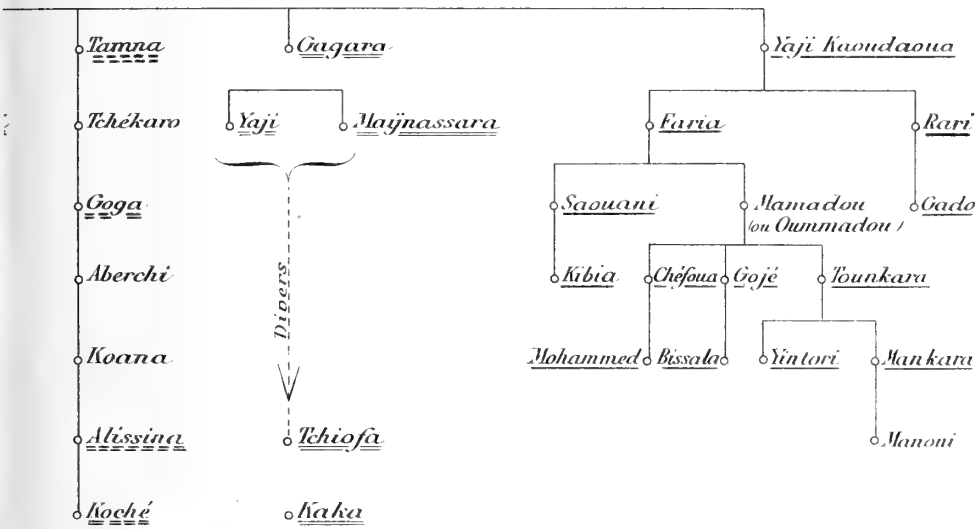 Tamna
Gagara
Yaji Kaoudaoua
Tchékaro
Yaji
Maÿnassara
Faria
Rari
Goga
Saouani
Mamadou
(ou Oummadou)
Gado
Aberchi
Divers
Kibia
Chéfoua
Gojé
Tounkara
Koana
Mohammed
Bissala
Yintori
Mankara
Alissina
Tchiofa
Manoni
Koché
Kaka